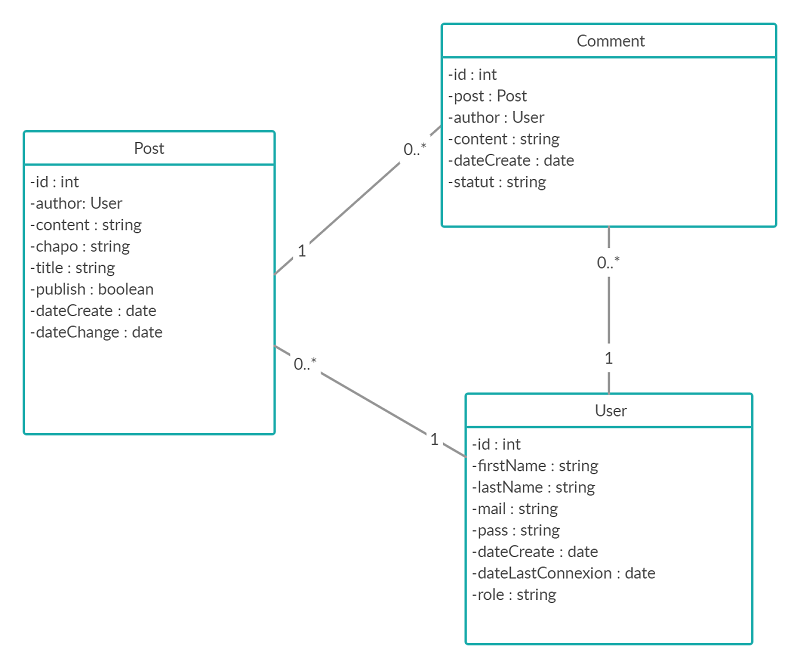 Comment
-id : int
-post : Post
-author : User
-content : string
-dateCreate : date
-statut : string
Post
-id : int
-author: User
-content : string
-chapo : string
-title : string
-publish : boolean
-dateCreate : date
-dateChange : date
0..*
1
0..*
1
0..*
1
User
-id : int
-firstName : string
-lastName : string
-mail : string
-pass : string
-dateCreate : date
-dateLastConnexion : date
-role : string